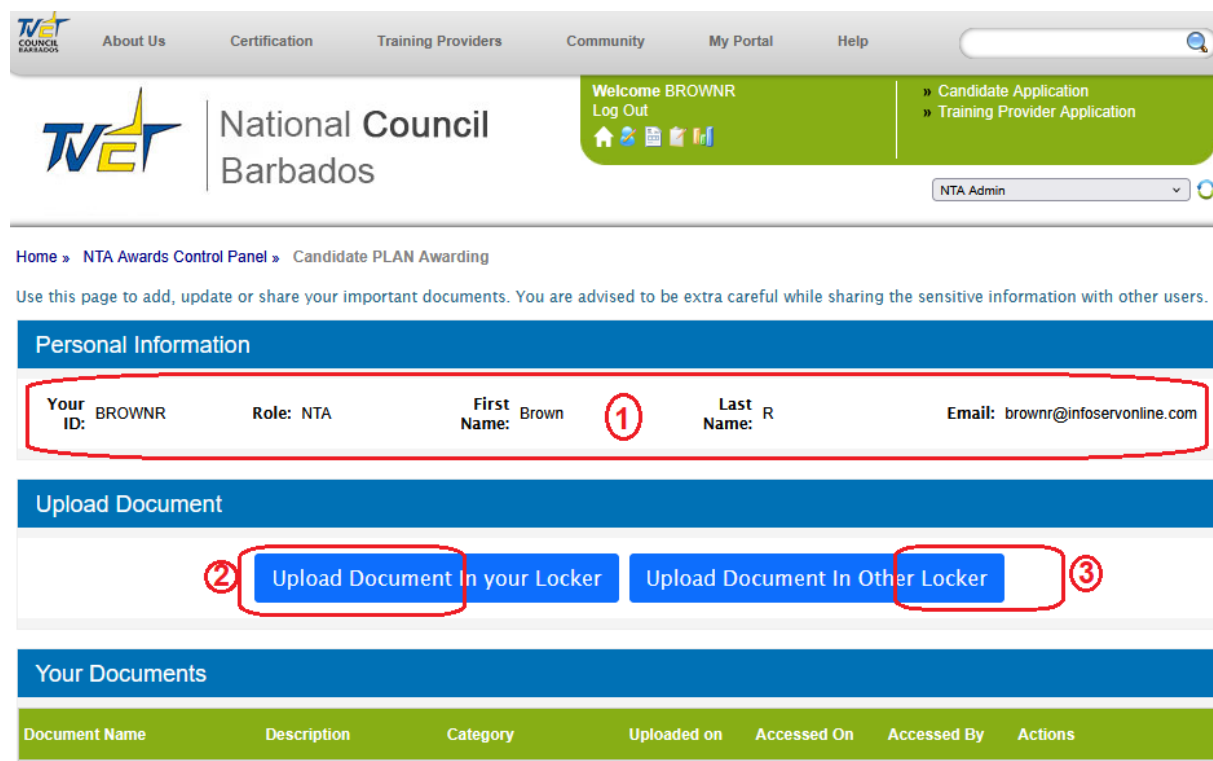 TVET
COUNCIL
BARBADOS
About Us Certification Training Providers Community My Portal Help
TVET
National Council
Barbados
Welcome BROWNR
Log Out
» Candidate Application
» Training Provider Application
NTA Admin
Home » NTA Awards Control Panel » Candidate PLAN Awarding
Use this page to add, update or share your important documents. You are advised to be extra careful while sharing the sensitive information with other users.
Personal Information
Your ID: BROWNR Role: NTA First Name: Brown 1 Last Name: R Email: brownr@infoservonline.com
Upload Document
2 Upload Document In your Locker Upload Document In Other Locker 3
Your Documents
Document Name Description Category Uploaded on Accessed On Accessed By Actions